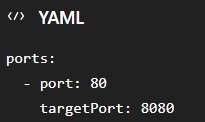 </> YAML
ports:
  - port: 80
    targetPort: 8080